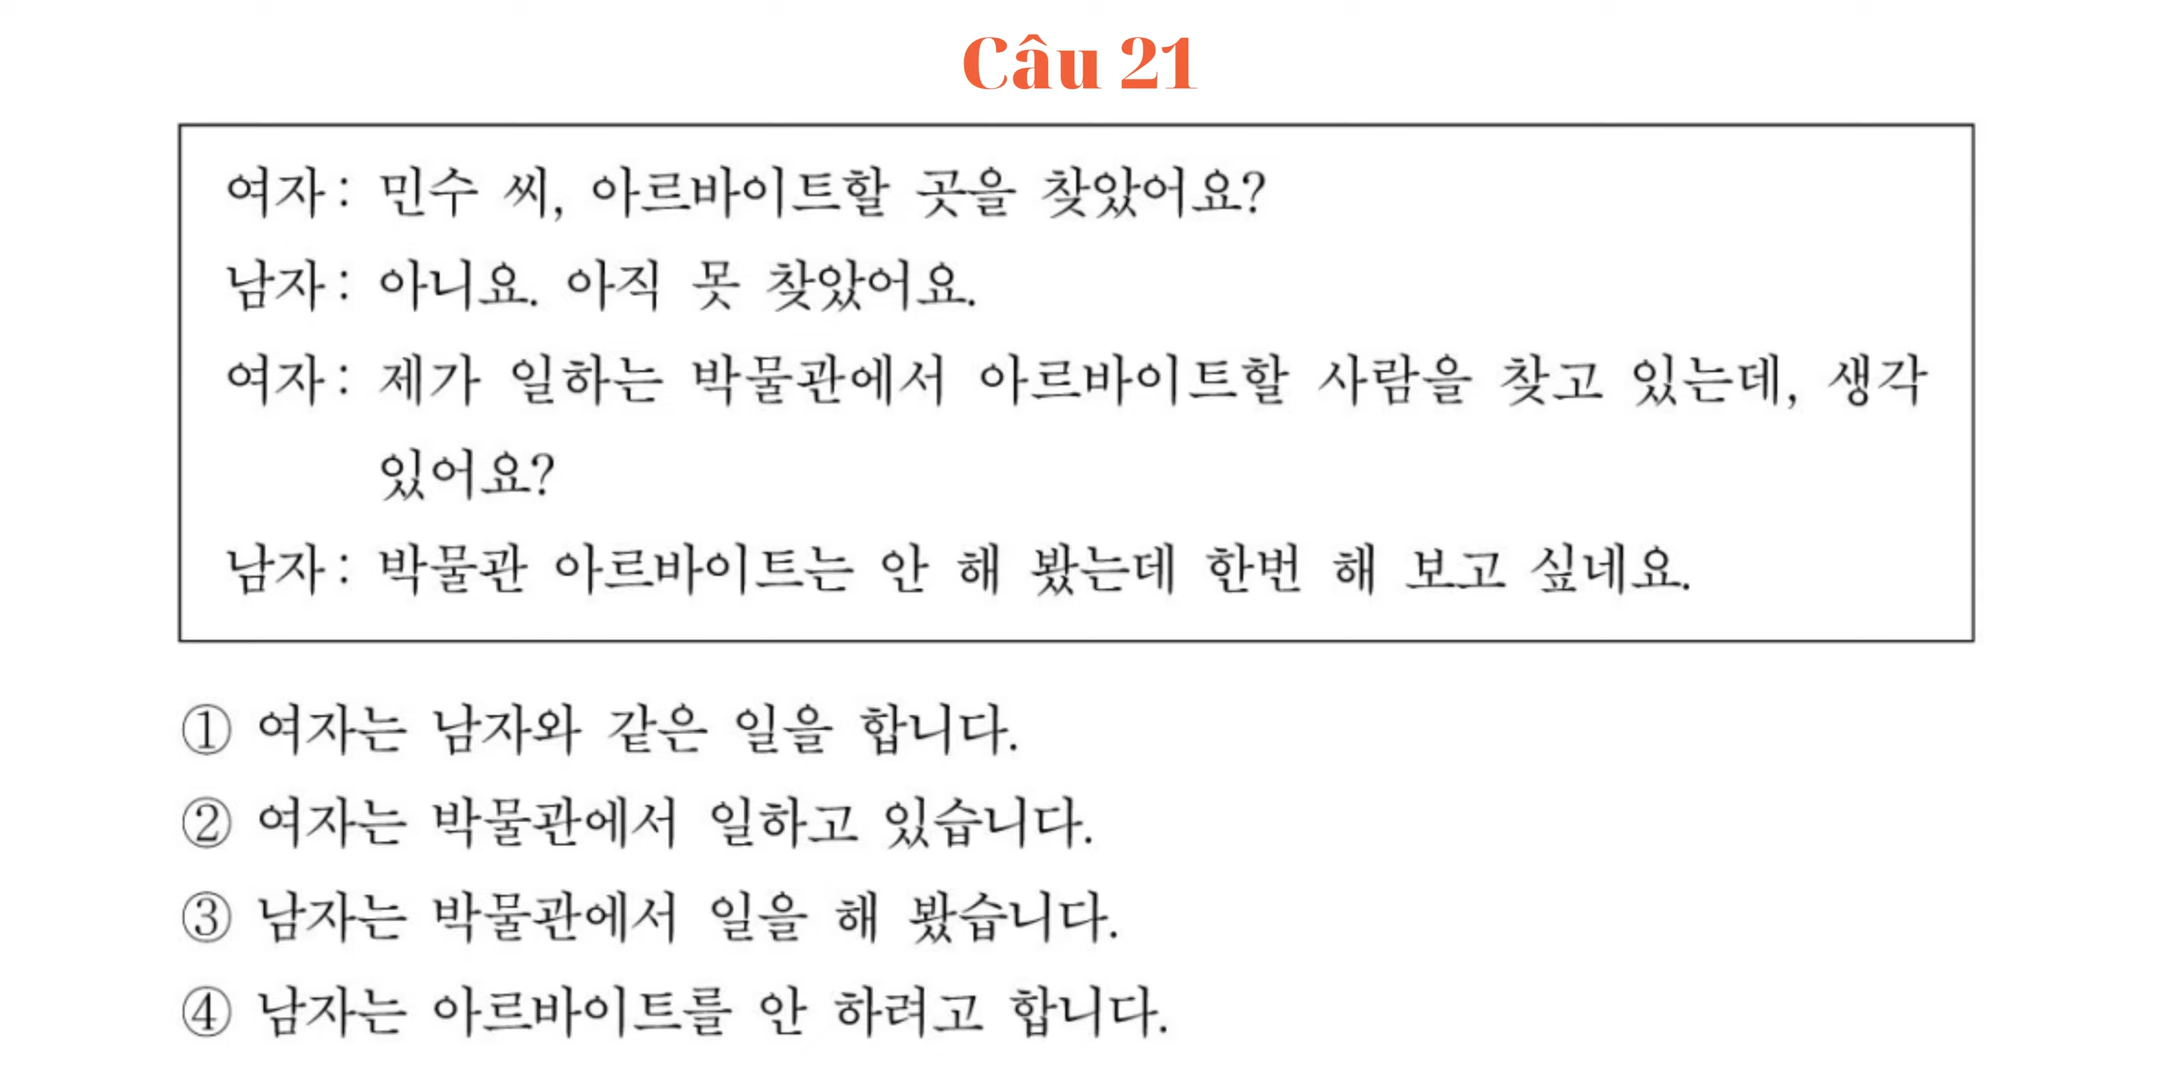 Câu 21
여자: 민수 씨, 아르바이트할 곳을 찾았어요?
남자: 아니요. 아직 못 찾았어요.
여자: 제가 일하는 박물관에서 아르바이트할 사람을 찾고 있는데, 생각
있어요?
남자: 박물관 아르바이트는 안 해 봤는데 한번 해 보고 싶네요.
① 여자는 남자와 같은 일을 합니다.
② 여자는 박물관에서 일하고 있습니다.
③ 남자는 박물관에서 일을 해 봤습니다.
④ 남자는 아르바이트를 안 하려고 합니다.